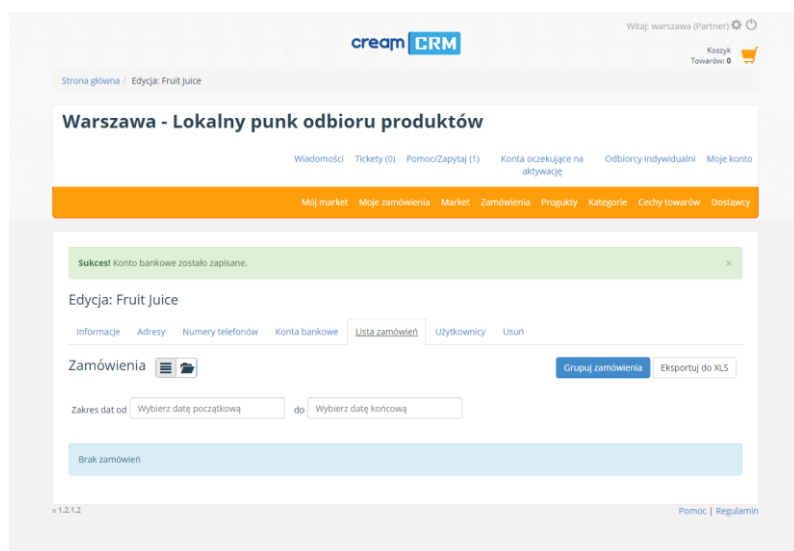 Witaj: warszawa (Partner)
cream CRM
Koszyk
Towarów: 0
Strona główna / Edycja: Fruit Juice
Warszawa - Lokalny punk odbioru produktów
Wiadomości Tickety (0) Pomoc/Zapytaj (1) Konta oczekujące na aktywację Odbiorcy indywidualni Moje konto
Mój market Moje zamówienia Market Zamówienia Progukty Kategorie Cechy towarów Dostawcy
Sukces! Konto bankowe zostało zapisane. ×
Edycja: Fruit Juice
Informacje Adresy Numery telefonów Konta bankowe Lista zamówień Użytkownicy Usuń
Zamówienia Grupuj zamówienia Eksportuj do XLS
Zakres dat od Wybierz datę początkową do Wybierz datę końcową
Brak zamówień
v 1.2.1.2 Pomoc | Regulamin